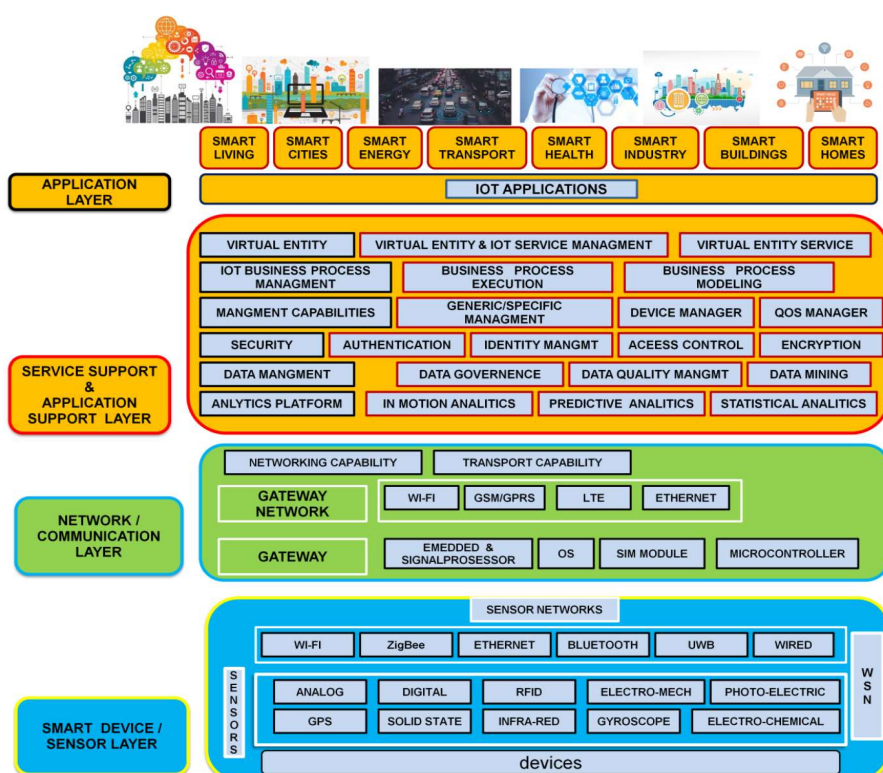 SMART
LIVING
SMART
CITIES
SMART
ENERGY
SMART
TRANSPORT
SMART
HEALTH
SMART
INDUSTRY
SMART
BUILDINGS
SMART
HOMES
APPLICATION
LAYER
IOT APPLICATIONS
SERVICE SUPPORT
&
APPLICATION
SUPPORT LAYER
VIRTUAL ENTITY
VIRTUAL ENTITY & IOT SERVICE MANAGMENT
VIRTUAL ENTITY SERVICE
IOT BUSINESS PROCESS
MANAGMENT
BUSINESS PROCESS
EXECUTION
BUSINESS PROCESS
MODELING
MANGMENT CAPABILITIES
GENERIC/SPECIFIC
MANAGMENT
DEVICE MANAGER
QOS MANAGER
SECURITY
AUTHENTICATION
IDENTITY MANGMT
ACEESS CONTROL
ENCRYPTION
DATA MANGMENT
DATA GOVERNENCE
DATA QUALITY MANGMT
DATA MINING
ANLYTICS PLATFORM
IN MOTION ANALITICS
PREDICTIVE ANALITICS
STATISTICAL ANALITICS
NETWORK /
COMMUNICATION
LAYER
NETWORKING CAPABILITY
TRANSPORT CAPABILITY
GATEWAY
NETWORK
WI-FI
GSM/GPRS
LTE
ETHERNET
GATEWAY
EMEDDED &
SIGNALPROSESSOR
OS
SIM MODULE
MICROCONTROLLER
SMART DEVICE /
SENSOR LAYER
SENSOR NETWORKS
WI-FI
ZigBee
ETHERNET
BLUETOOTH
UWB
WIRED
SENSORS
ANALOG
DIGITAL
RFID
ELECTRO-MECH
PHOTO-ELECTRIC
GPS
SOLID STATE
INFRA-RED
GYROSCOPE
ELECTRO-CHEMICAL
WSN
devices